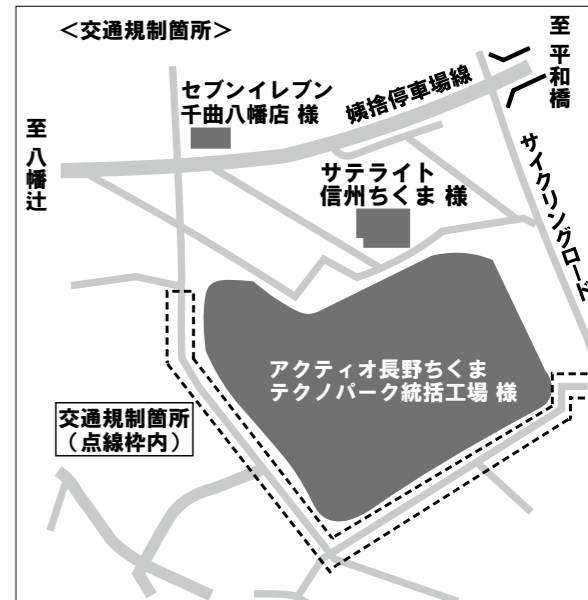 ＜交通規制箇所＞
至 平和橋
セブンイレブン
千曲八幡店 様
姨捨停車場線
至 八幡辻
サテライト
信州ちくま 様
サイクリングロード
アクティオ長野ちくま
テクノパーク統括工場 様
交通規制箇所
（点線枠内）